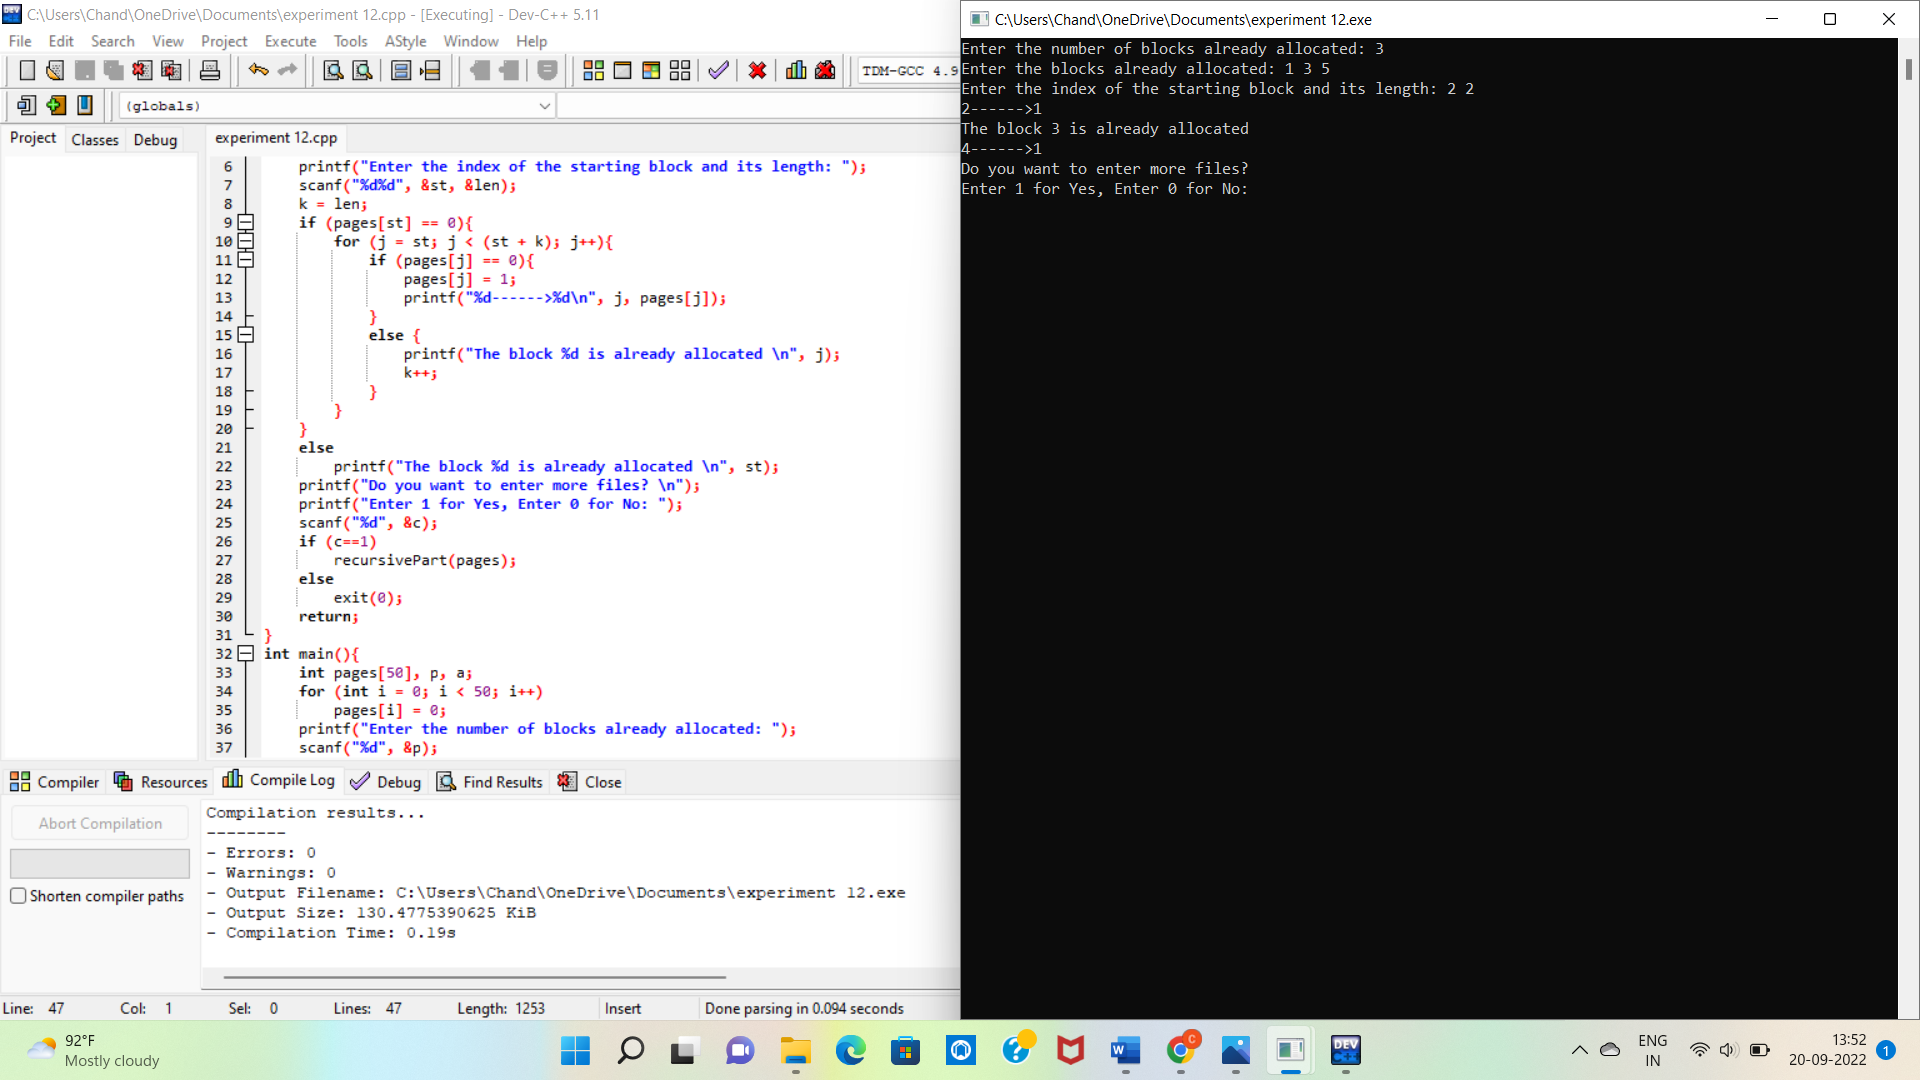 C:\Users\Chand\OneDrive\Documents\experiment 12.cpp - [Executing] - Dev-C++ 5.11
File Edit Search View Project Execute Tools AStyle Window Help
TDM-GCC 4.9
(globals)
Project Classes Debug
experiment 12.cpp
6 printf("Enter the index of the starting block and its length: ");
7 scanf("%d%d", &st, &len);
8 k = len;
9 if (pages[st] == 0){
10 for (j = st; j < (st + k); j++){
11 if (pages[j] == 0){
12 pages[j] = 1;
13 printf("%d------>%d\n", j, pages[j]);
14 }
15 else {
16 printf("The block %d is already allocated \n", j);
17 k++;
18 }
19 }
20 }
21 else
22 printf("The block %d is already allocated \n", st);
23 printf("Do you want to enter more files? \n");
24 printf("Enter 1 for Yes, Enter 0 for No: ");
25 scanf("%d", &c);
26 if (c==1)
27 recursivePart(pages);
28 else
29 exit(0);
30 return;
31 }
32 int main(){
33 int pages[50], p, a;
34 for (int i = 0; i < 50; i++)
35 pages[i] = 0;
36 printf("Enter the number of blocks already allocated: ");
37 scanf("%d", &p);
Compiler Resources Compile Log Debug Find Results Close
Abort Compilation
Shorten compiler paths
Compilation results...
--------
- Errors: 0
- Warnings: 0
- Output Filename: C:\Users\Chand\OneDrive\Documents\experiment 12.exe
- Output Size: 130.4775390625 KiB
- Compilation Time: 0.19s
Line: 47 Col: 1 Sel: 0 Lines: 47 Length: 1253 Insert Done parsing in 0.094 seconds
C:\Users\Chand\OneDrive\Documents\experiment 12.exe
Enter the number of blocks already allocated: 3
Enter the blocks already allocated: 1 3 5
Enter the index of the starting block and its length: 2 2
2------>1
The block 3 is already allocated
4------>1
Do you want to enter more files?
Enter 1 for Yes, Enter 0 for No:
92°F
Mostly cloudy
W
C
DEV
C++
ENG
IN
13:52
20-09-2022
1